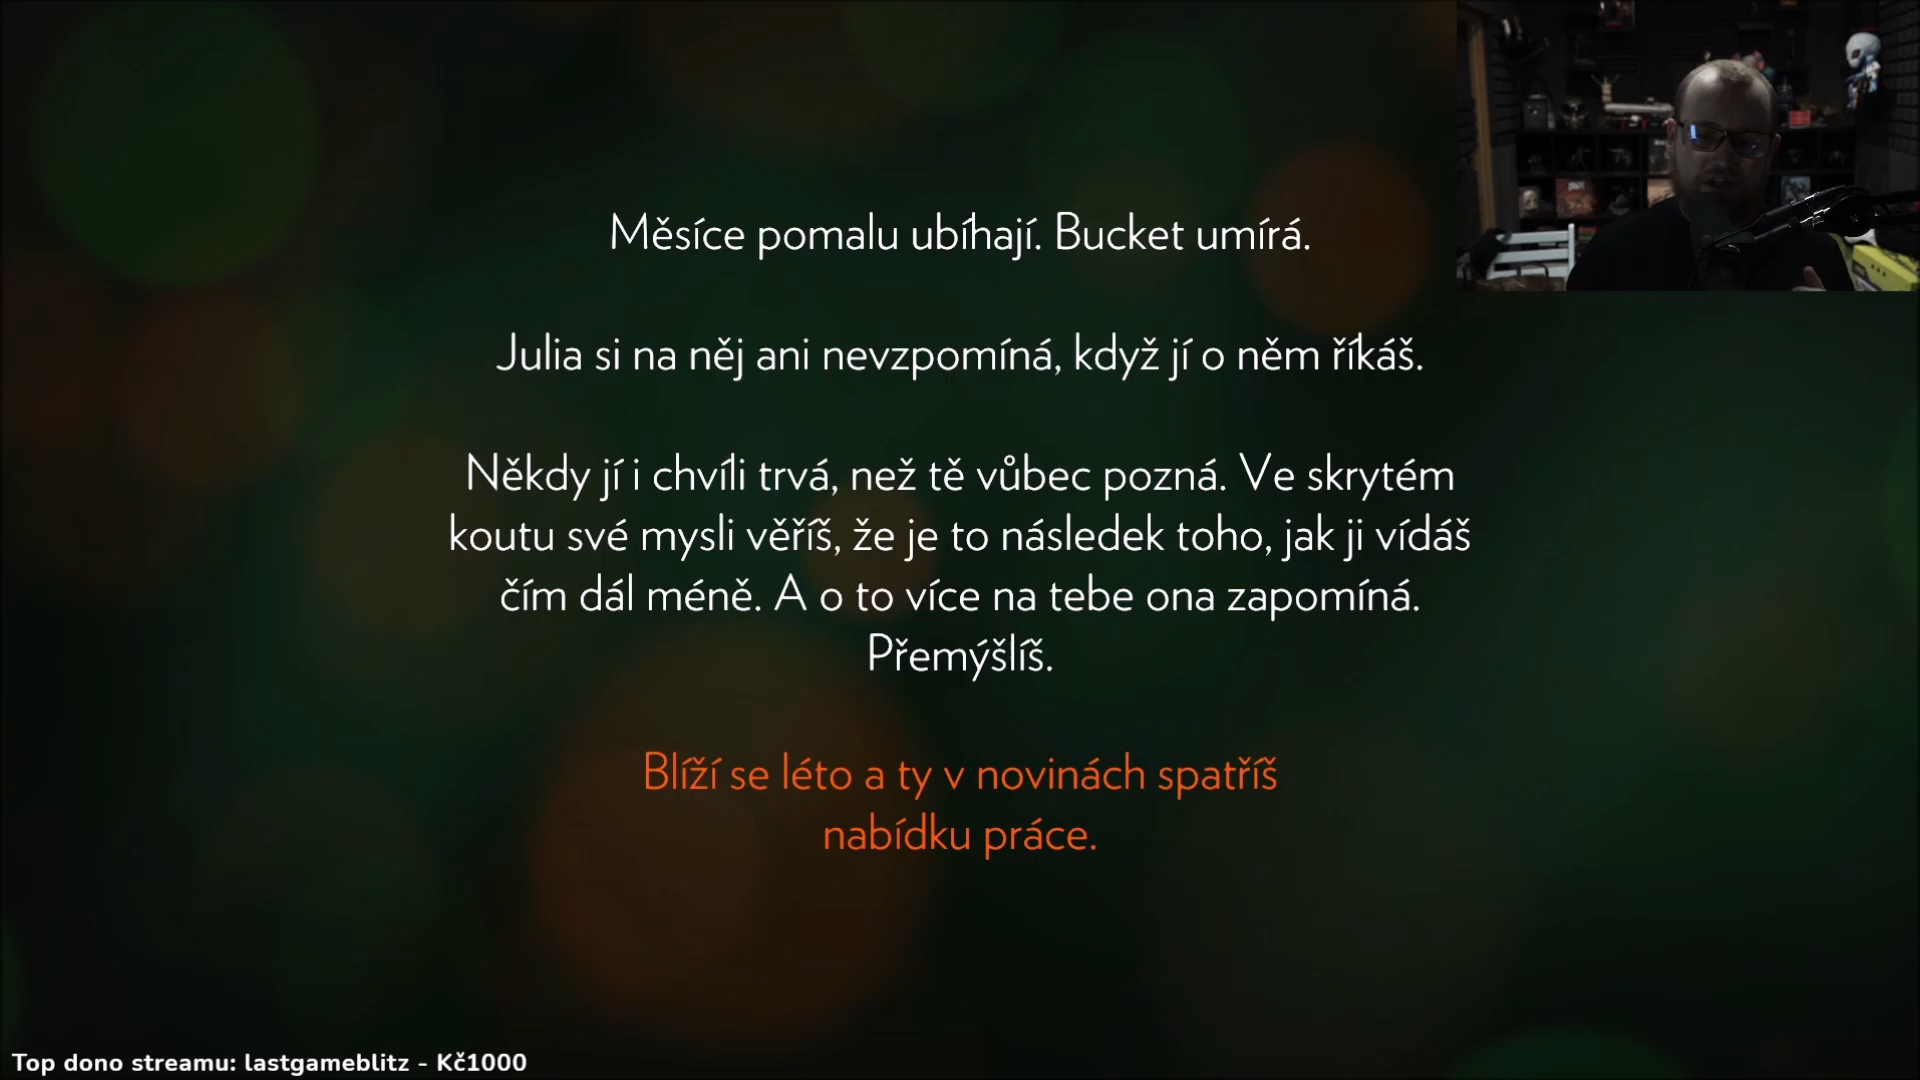 Měsíce pomalu ubíhají. Bucket umírá.
Julia si na něj ani nevzpomíná, když jí o něm říkáš.
Někdy jí i chvíli trvá, než tě vůbec pozná. Ve skrytém
koutu své mysli věříš, že je to následek toho, jak ji vídáš
čím dál méně. A o to více na tebe ona zapomíná.
Přemýšlíš.
Blíží se léto a ty v novinách spatříš
nabídku práce.
Top dono streamu: lastgameblitz - Kč1000